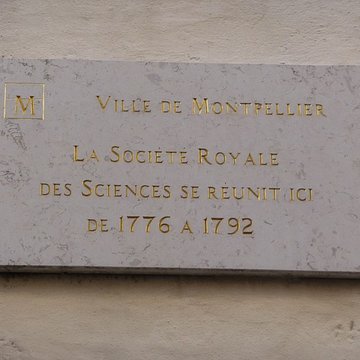 M VILLE DE MONTPELLIER
LA SOCIÉTÉ ROYALE
DES SCIENCES SE RÉUNIT ICI
DE 1776 A 1792